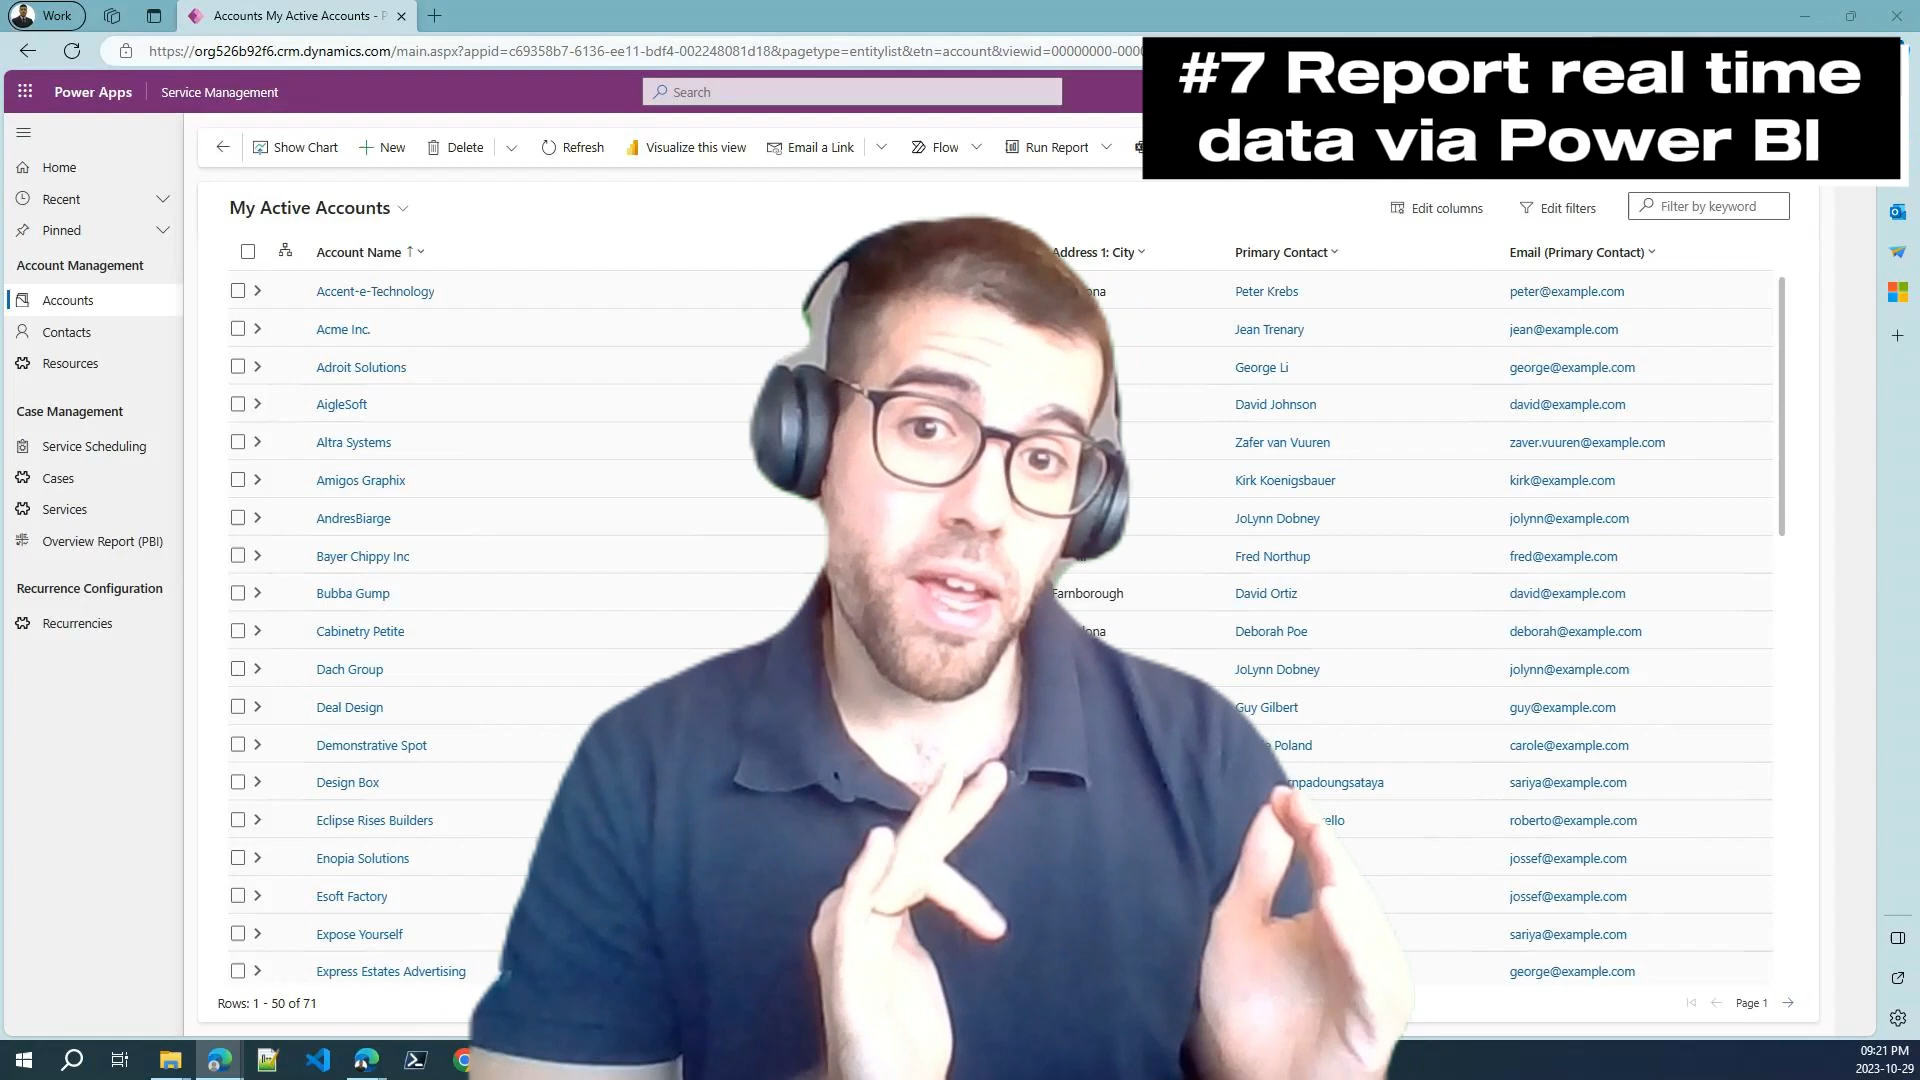 Work
Accounts My Active Accounts - P
https://org526b92f6.crm.dynamics.com/main.aspx?appid=c69358b7-6136-ee11-bdf4-002248081d18&pagetype=entitylist&etn=account&viewid=00000000-000
#7 Report real time
data via Power BI
Power Apps
Service Management
Search
Show Chart
New
Delete
Refresh
Visualize this view
Email a Link
Flow
Run Report
Home
Recent
Pinned
Account Management
Accounts
Contacts
Resources
Case Management
Service Scheduling
Cases
Services
Overview Report (PBI)
Recurrence Configuration
Recurrencies
My Active Accounts
Edit columns
Edit filters
Filter by keyword
Account Name ↑ Address 1: City Primary Contact Email (Primary Contact)
Accent-e-Technology ona Peter Krebs peter@example.com
Acme Inc. Jean Trenary jean@example.com
Adroit Solutions George Li george@example.com
AigleSoft David Johnson david@example.com
Altra Systems Zafer van Vuuren zaver.vuuren@example.com
Amigos Graphix Kirk Koenigsbauer kirk@example.com
AndresBiarge JoLynn Dobney jolynn@example.com
Bayer Chippy Inc Fred Northup fred@example.com
Bubba Gump Farnborough David Ortiz david@example.com
Cabinetry Petite ona Deborah Poe deborah@example.com
Dach Group JoLynn Dobney jolynn@example.com
Deal Design Guy Gilbert guy@example.com
Demonstrative Spot Poland carole@example.com
Design Box rnpadoungsataya sariya@example.com
Eclipse Rises Builders ello roberto@example.com
Enopia Solutions jossef@example.com
Esoft Factory jossef@example.com
Expose Yourself sariya@example.com
Express Estates Advertising george@example.com
Rows: 1 - 50 of 71
Page 1
09:21 PM
2023-10-29